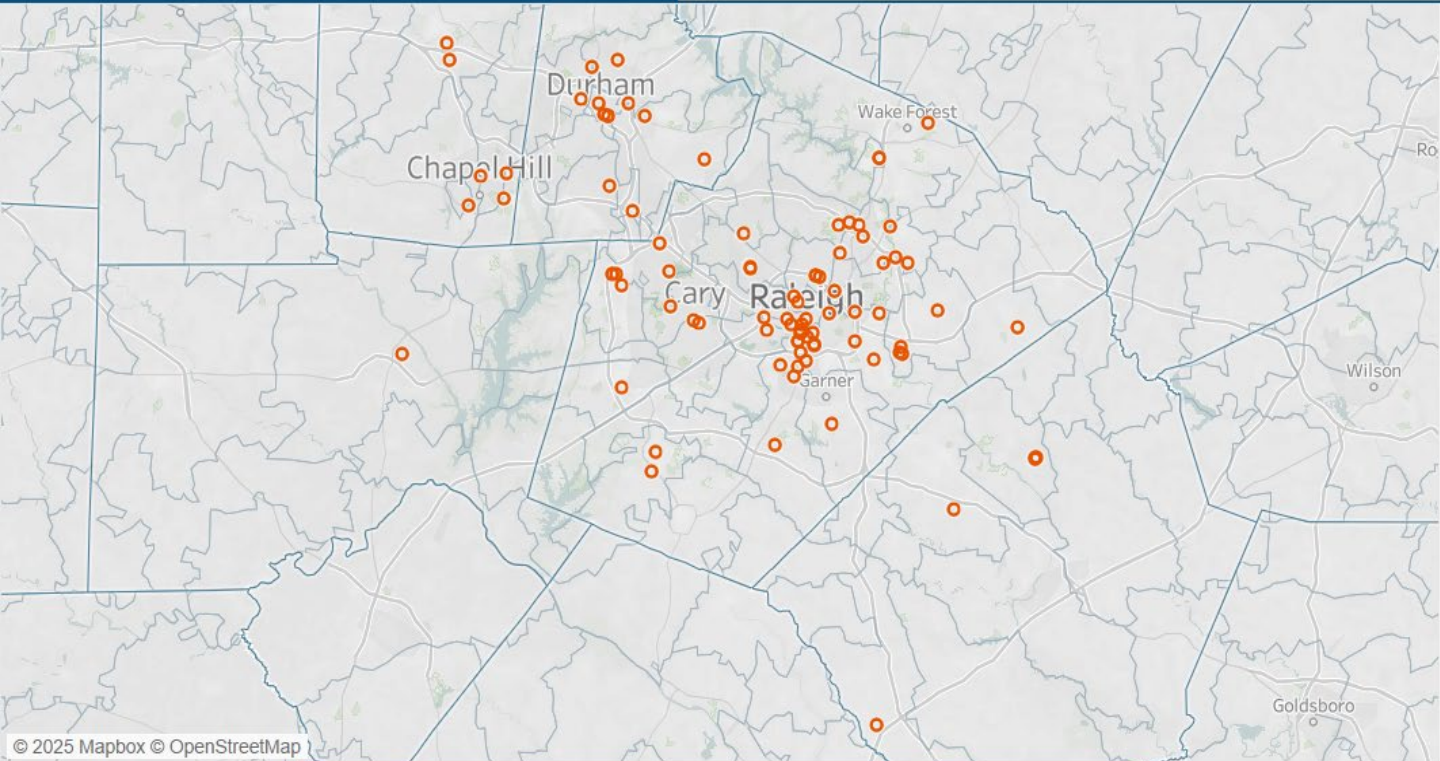 Durham
Wake Forest
Ro
Chapel Hill
Cary
Raleigh
Garner
Wilson
Goldsboro
© 2025 Mapbox © OpenStreetMap